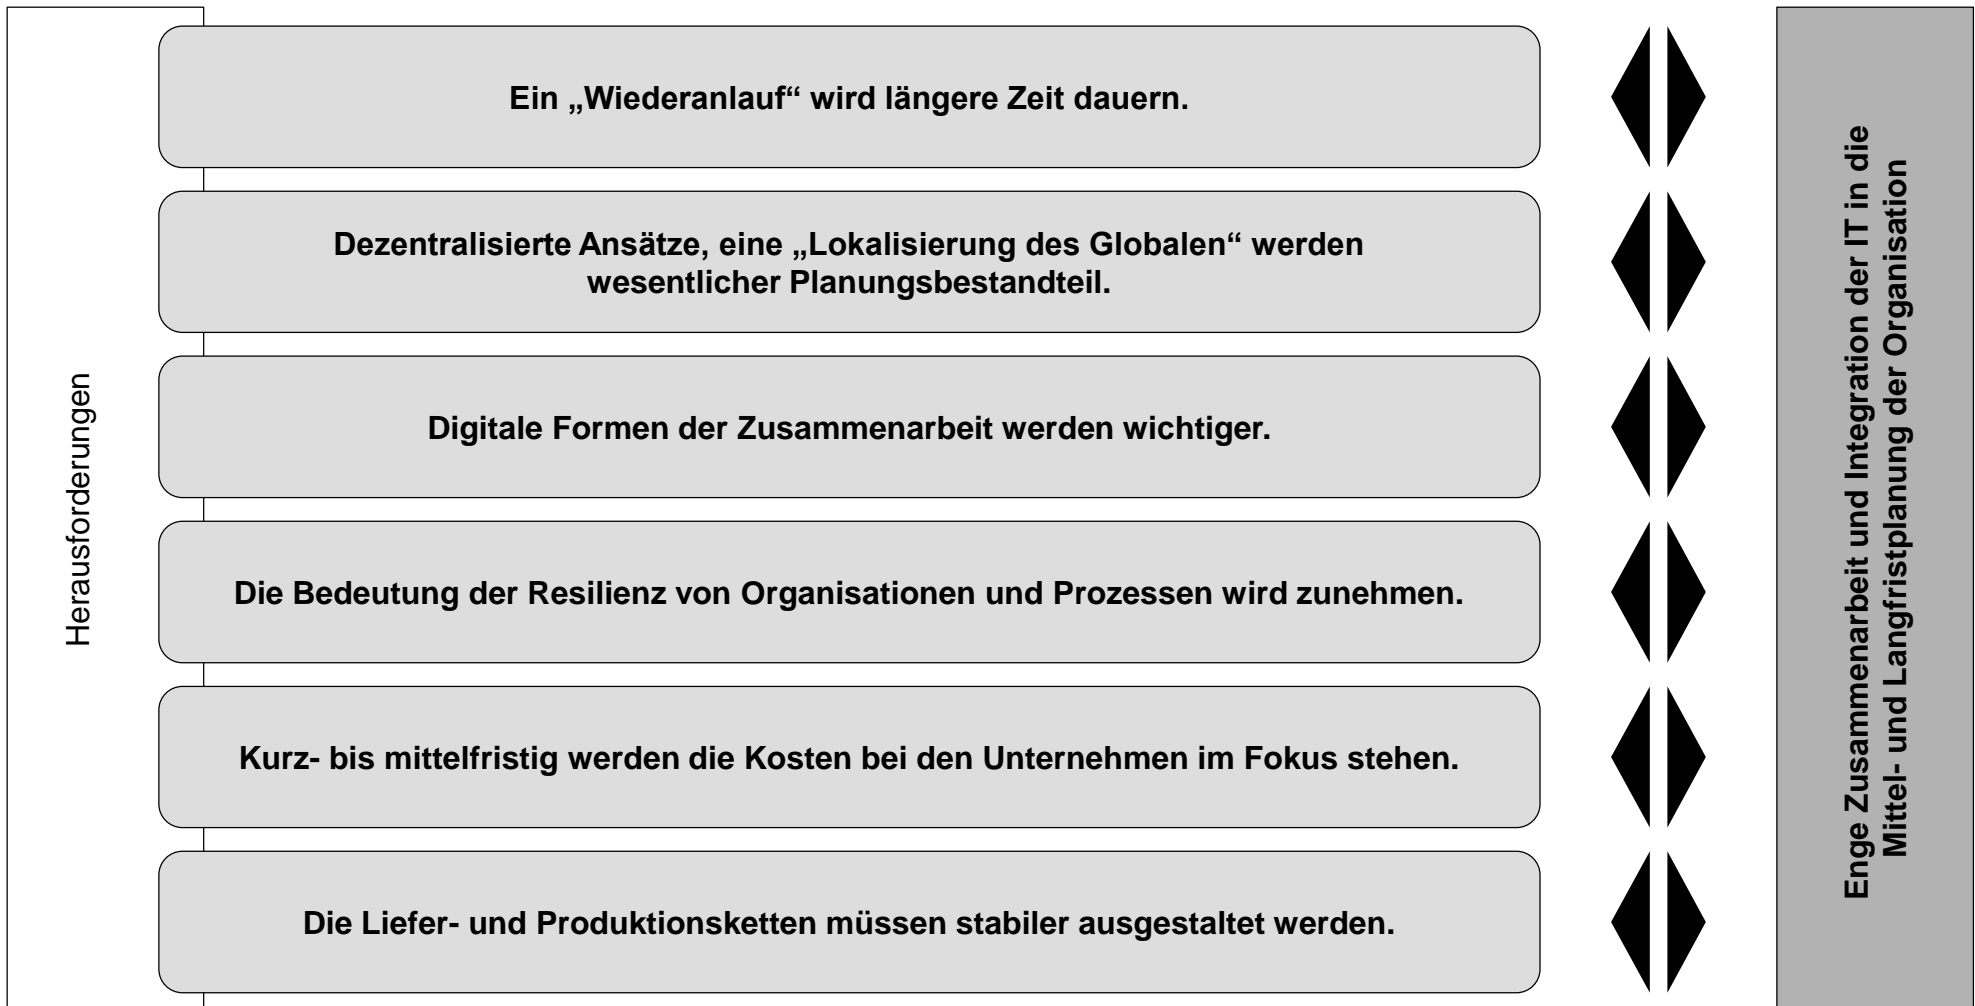 Herausforderungen
Ein „Wiederanlauf“ wird längere Zeit dauern.
Dezentralisierte Ansätze, eine „Lokalisierung des Globalen“ werden
wesentlicher Planungsbestandteil.
Digitale Formen der Zusammenarbeit werden wichtiger.
Die Bedeutung der Resilienz von Organisationen und Prozessen wird zunehmen.
Kurz- bis mittelfristig werden die Kosten bei den Unternehmen im Fokus stehen.
Die Liefer- und Produktionsketten müssen stabiler ausgestaltet werden.
Enge Zusammenarbeit und Integration der IT in die
Mittel- und Langfristplanung der Organisation